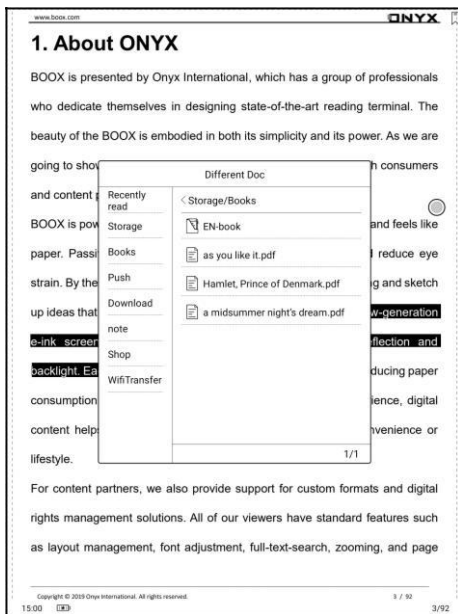 www.boox.com
ONYX
1. About ONYX
BOOX is presented by Onyx International, which has a group of professionals
who dedicate themselves in designing state-of-the-art reading terminal. The
beauty of the BOOX is embodied in both its simplicity and its power. As we are
going to show
consumers
and content
BOOX is
and feels like
paper.
reduce eye
strain. By the
and sketch
up ideas that
-generation
e-ink screen
and
backlight.
paper
consumption
digital
content
or
lifestyle.
Different Doc
Recently
read
Storage
Books
Push
Download
note
Shop
WifiTransfer
<Storage/Books
EN-book
as you like it.pdf
Hamlet, Prince of Denmark.pdf
a midsummer night's dream.pdf
1/1
For content partners, we also provide support for custom formats and digital
rights management solutions. All of our viewers have standard features such
as layout management, font adjustment, full-text-search, zooming, and page
Copyright © 2019 Onyx International. All rights reserved.
3 / 92
15:00
3/92